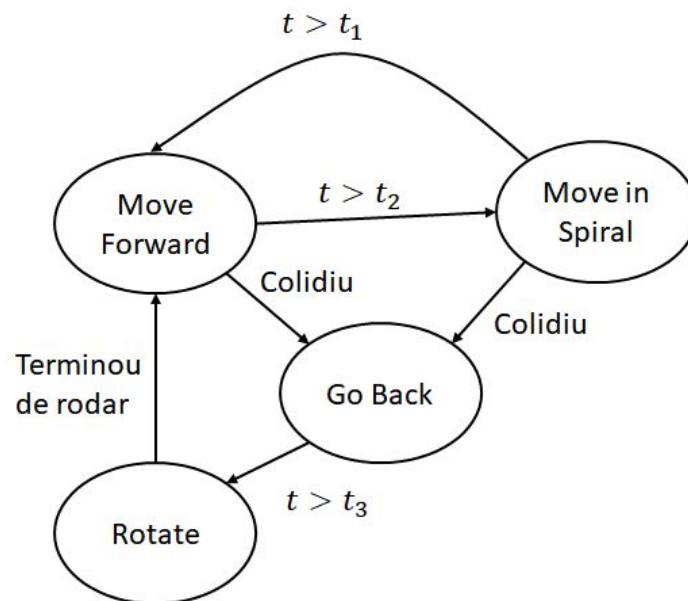 t > t₁
Move
Forward
t > t₂
Move in
Spiral
Colidiu
Colidiu
Terminou
de rodar
Go Back
t > t₃
Rotate